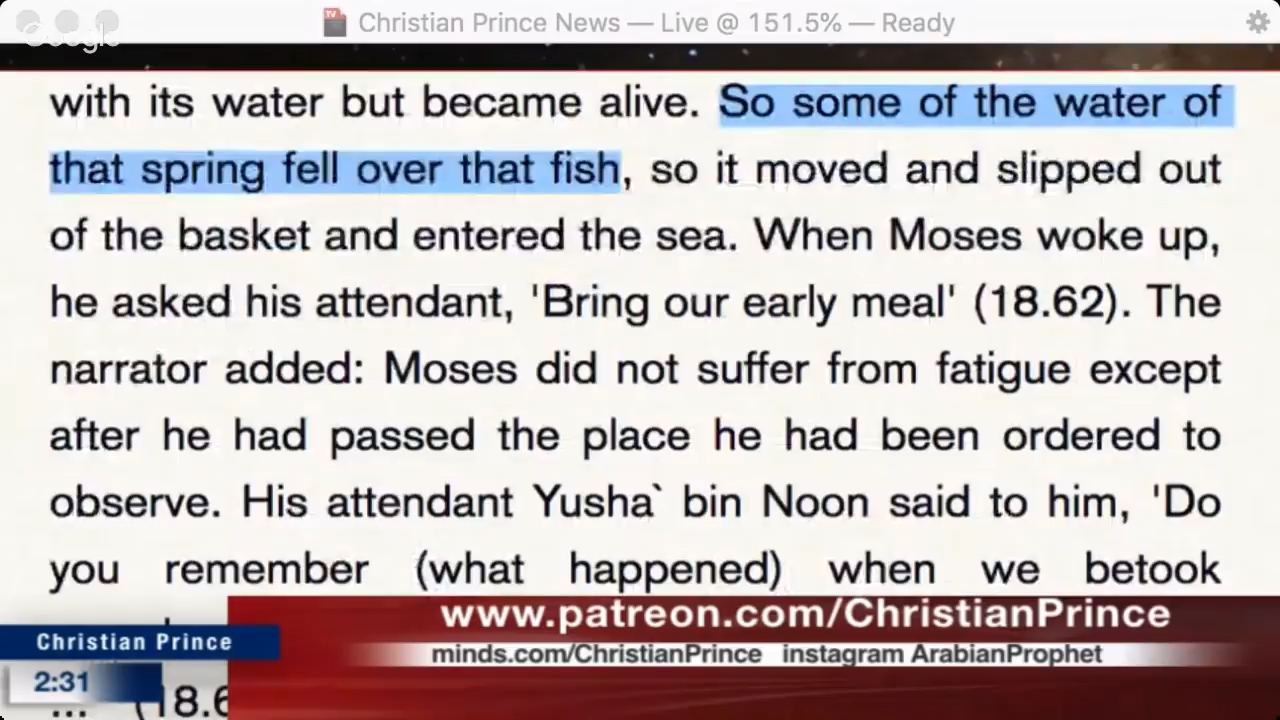 Christian Prince News — Live @ 151.5% — Ready
Google
with its water but became alive. So some of the water of
that spring fell over that fish, so it moved and slipped out
of the basket and entered the sea. When Moses woke up,
he asked his attendant, 'Bring our early meal' (18.62). The
narrator added: Moses did not suffer from fatigue except
after he had passed the place he had been ordered to
observe. His attendant Yusha` bin Noon said to him, 'Do
you remember (what happened) when we betook
www.patreon.com/ChristianPrince
Christian Prince
minds.com/ChristianPrince instagram ArabianProphet
2:31
... (18.6